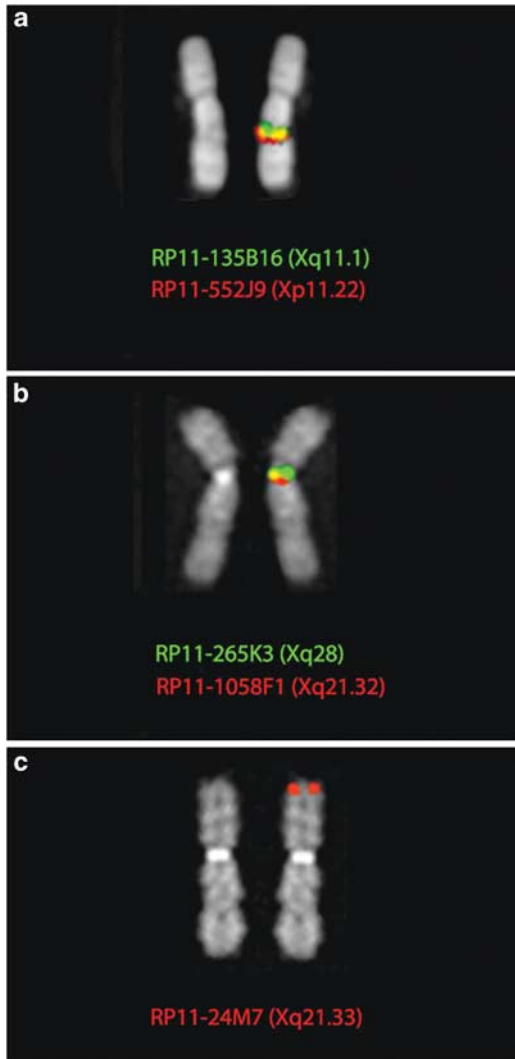 a
RP11-135B16 (Xq11.1)
RP11-552J9 (Xp11.22)
b
RP11-265K3 (Xq28)
RP11-1058F1 (Xq21.32)
c
RP11-24M7 (Xq21.33)